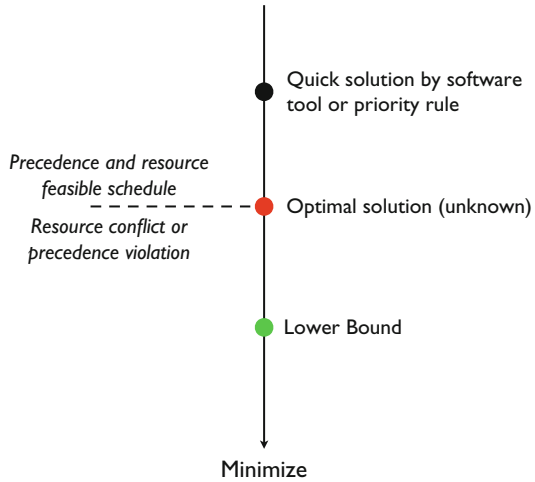 Quick solution by software
tool or priority rule
Precedence and resource
feasible schedule
Optimal solution (unknown)
Resource conflict or
precedence violation
Lower Bound
Minimize